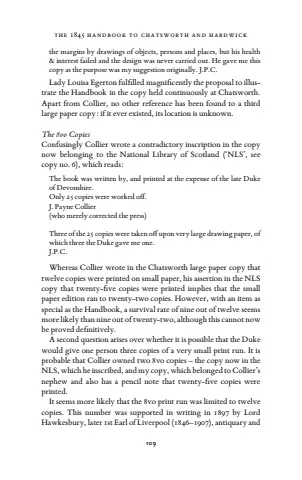 THE 1845 HANDBOOK TO CHATSWORTH AND HARDWICK
the margins by drawings of objects, persons and places, but his health
& interest failed and the design was never carried out. He gave me this
copy as the purpose was my suggestion originally. J.P.C.
Lady Louisa Egerton fulfilled magnificently the proposal to illus-
trate the Handbook in the copy held continuously at Chatsworth.
Apart from Collier, no other reference has been found to a third
large paper copy: if it ever existed, its location is unknown.
The 8vo Copies
Confusingly Collier wrote a contradictory inscription in the copy
now belonging to the National Library of Scotland ('NLS', see
copy no. 6), which reads:
The book was written by, and printed at the expense of the late Duke
of Devonshire.
Only 25 copies were worked off.
J. Payne Collier
(who merely corrected the press)
Three of the 25 copies were taken off upon very large drawing paper, of
which three the Duke gave me one.
J.P.C.
Whereas Collier wrote in the Chatsworth large paper copy that
twelve copies were printed on small paper, his assertion in the NLS
copy that twenty-five copies were printed implies that the small
paper edition ran to twenty-two copies. However, with an item as
special as the Handbook, a survival rate of nine out of twelve seems
more likely than nine out of twenty-two, although this cannot now
be proved definitively.
A second question arises over whether it is possible that the Duke
would give one person three copies of a very small print run. It is
probable that Collier owned two 8vo copies – the copy now in the
NLS, which he inscribed, and my copy, which belonged to Collier's
nephew and also has a pencil note that twenty-five copies were
printed.
It seems more likely that the 8vo print run was limited to twelve
copies. This number was supported in writing in 1897 by Lord
Hawkesbury, later 1st Earl of Liverpool (1846–1907), antiquary and
109